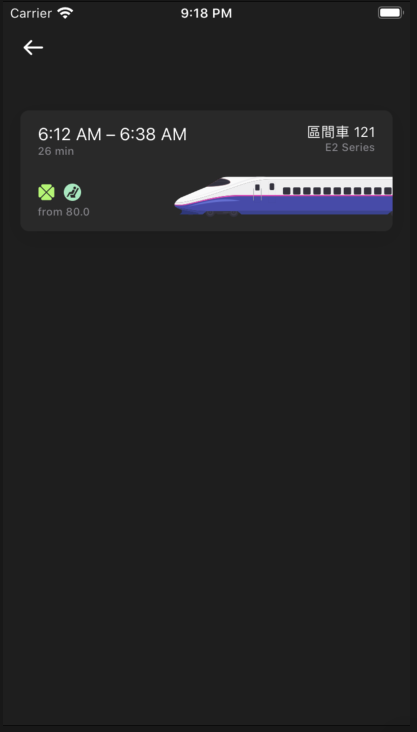 Carrier 9:18 PM
6:12 AM – 6:38 AM 區間車 121
26 min E2 Series
from 80.0